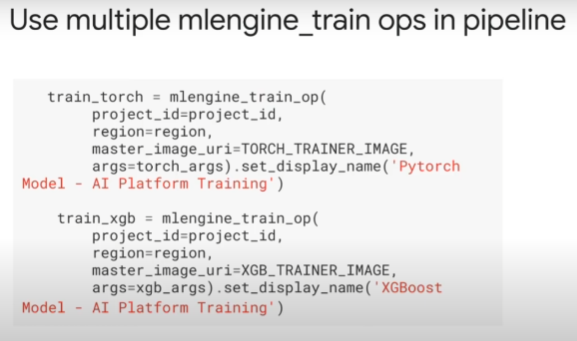 Use multiple mlengine_train ops in pipeline
train_torch = mlengine_train_op(
project_id=project_id,
region=region,
master_image_uri=TORCH_TRAINER_IMAGE,
args=torch_args).set_display_name('Pytorch
Model - AI Platform Training')
train_xgb = mlengine_train_op(
project_id=project_id,
region=region,
master_image_uri=XGB_TRAINER_IMAGE,
args=xgb_args).set_display_name('XGBoost
Model - AI Platform Training')